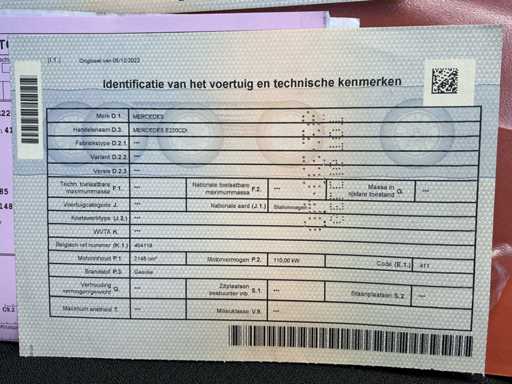 (I.1.) Origineel van 05/12/2022
Identificatie van het voertuig en technische kenmerken
Merk D.1. MERCEDES
Handelsnaam D.3. MERCEDES E220CDI
Fabriekstype D.2.1. ***
Variant D.2.2. ***
Versie D.2.3. ***
Techn. toelaatbare maximummassa F.1. *** Nationale toelaatbare maximummassa F.2. *** Massa in rijklare toestand G. ***
Voertuigcategorie J. *** Nationale aard (J.1.) Stationwagen
Koetswerktype (J.2.) ***
WVTA K. ***
Belgisch ref nummer (K.1.) 464119
Motorinhoud P.1. 2148 cm³ Motorvermogen P.2. 110,00 kW Code (E.1.) 411
Brandstof P.3. Gasolie
Verhouding vermogen/gewicht Q. *** Zitplaatsen bestuurder inb. S.1. *** Staanplaatsen S.2. ***
Maximum snelheid T. *** Milieuklasse V.9. ***